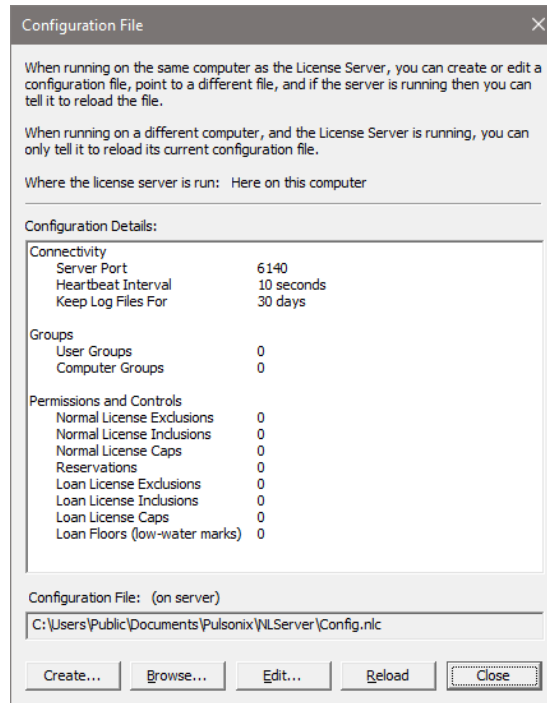 Configuration File
When running on the same computer as the License Server, you can create or edit a
configuration file, point to a different file, and if the server is running then you can
tell it to reload the file.
When running on a different computer, and the License Server is running, you can
only tell it to reload its current configuration file.
Where the license server is run: Here on this computer
Configuration Details:
Connectivity
Server Port 6140
Heartbeat Interval 10 seconds
Keep Log Files For 30 days
Groups
User Groups 0
Computer Groups 0
Permissions and Controls
Normal License Exclusions 0
Normal License Inclusions 0
Normal License Caps 0
Reservations 0
Loan License Exclusions 0
Loan License Inclusions 0
Loan License Caps 0
Loan Floors (low-water marks) 0
Configuration File: (on server)
C:\Users\Public\Documents\Pulsonix\NLServer\Config.nlc
Create... Browse... Edit... Reload Close